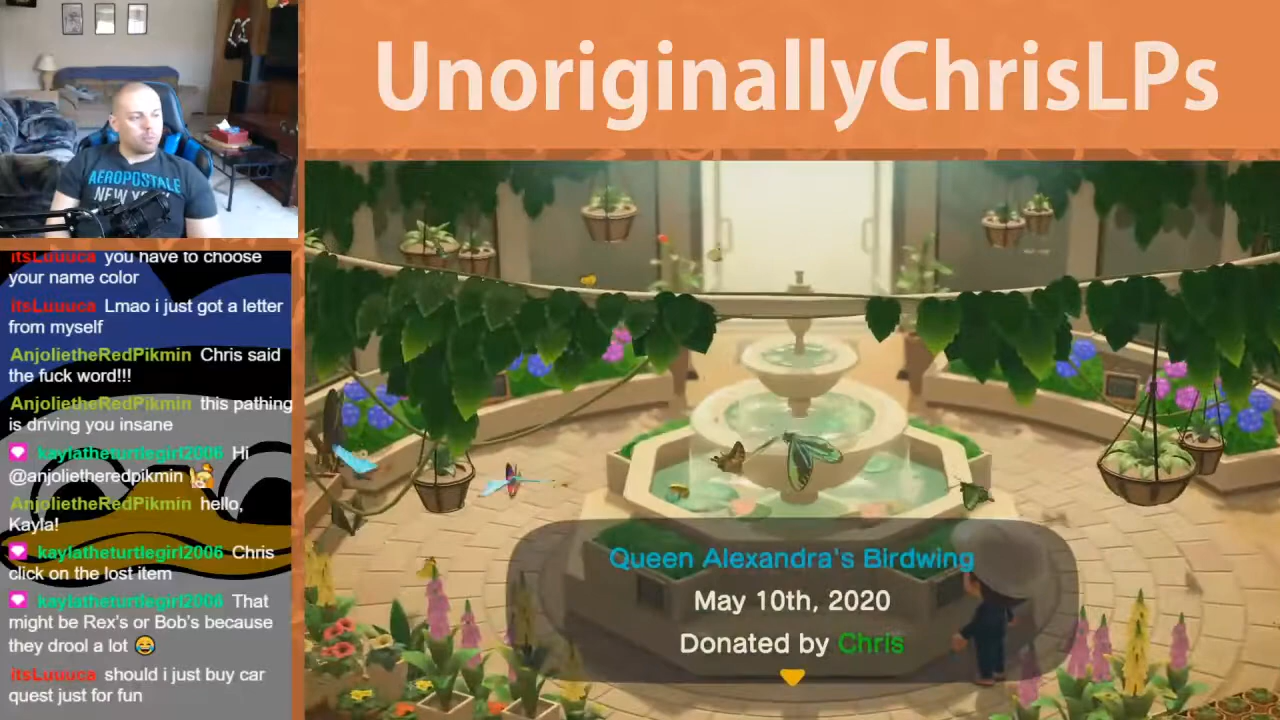 UnoriginallyChrisLPs
AEROPOSTALE
NEW YO
itsLuuuca you have to choose
your name color
itsLuuuca Lmao i just got a letter
from myself
AnjolietheRedPikmin Chris said
the fuck word!!!
AnjolietheRedPikmin this pathing
is driving you insane
kaylatheturtlegirl2006 Hi
@anjolietheredpikmin
AnjolietheRedPikmin hello,
Kayla!
kaylatheturtlegirl2006 Chris
click on the lost item
kaylatheturtlegirl2006 That
might be Rex's or Bob's because
they drool a lot 😂
itsLuuuca should i just buy car
quest just for fun
Queen Alexandra's Birdwing
May 10th, 2020
Donated by Chris